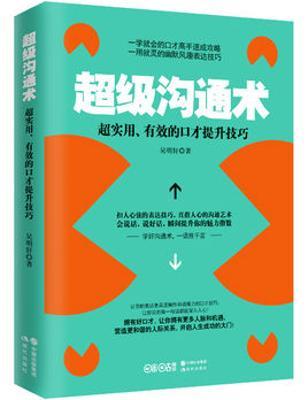 一学就会的口才高手速成攻略
一用就灵的幽默风趣表达技巧
超级沟通术
超实用、有效的口才提升技巧
吴明轩◎著
扣人心弦的表达技巧,直指人心的沟通艺术
会说话,说好话,瞬间提升你的魅力指数
学好沟通术,一语胜千言
拥有好口才,让你拥有更多人脉和机遇,
营造更和谐的人际关系,开启人生成功的大门!
超级沟通术
超实用、有效的口才提升技巧
吴明轩◎著